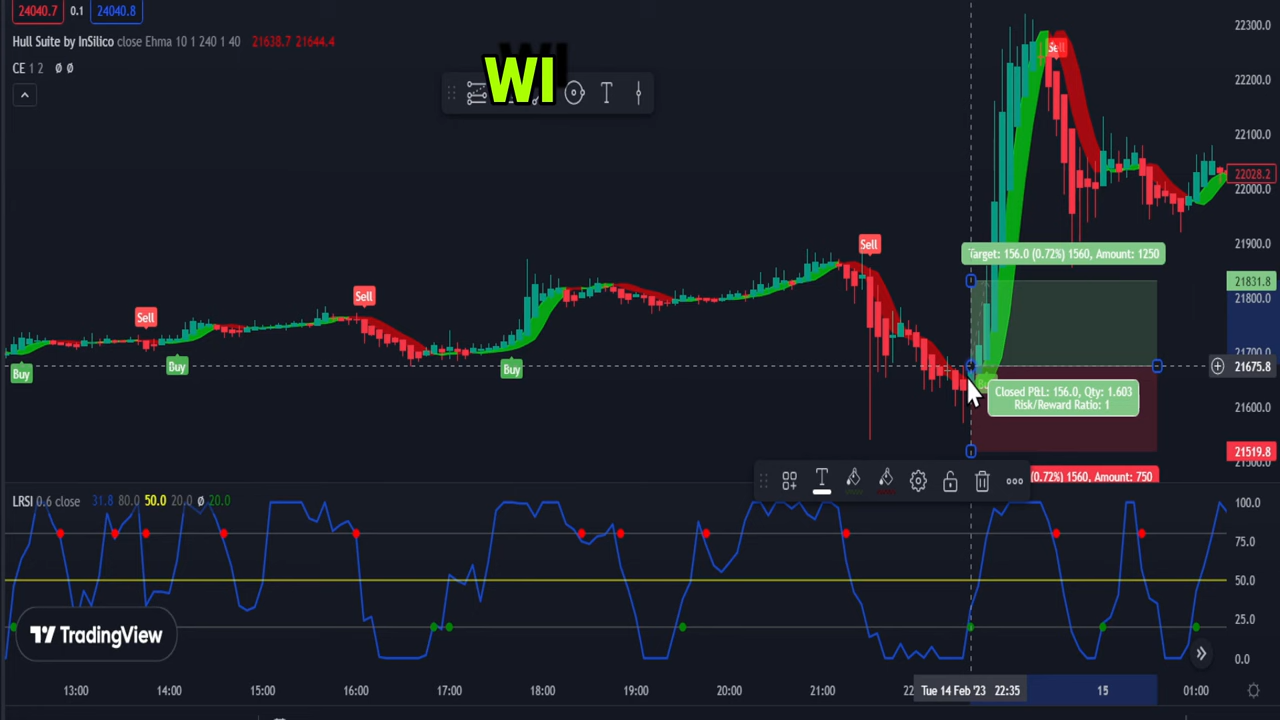 24040.7 0.1 24040.8
Hull Suite by InSilico close Ehma 10 1 240 1 40 21638.7 21644.4
CE 1 2 Ø Ø
WI
T
22300.0
22200.0
22100.0
22028.2
22000.0
21900.0
21831.8
21800.0
21700.0
21675.8
21600.0
21519.8
21500.0
Sell
Sell
Sell
Sell
Buy
Buy
Buy
Target: 156.0 (0.72%) 1560, Amount: 1250
Closed P&L: 156.0, Qty: 1.603
Risk/Reward Ratio: 1
(0.72%) 1560, Amount: 750
T
LRSI 0.6 close 31.8 80.0 50.0 20.0 Ø 20.0
100.0
75.0
50.0
25.0
0.0
TradingView
13:00 14:00 15:00 16:00 17:00 18:00 19:00 20:00 21:00 22 Tue 14 Feb '23 22:35 15 01:00